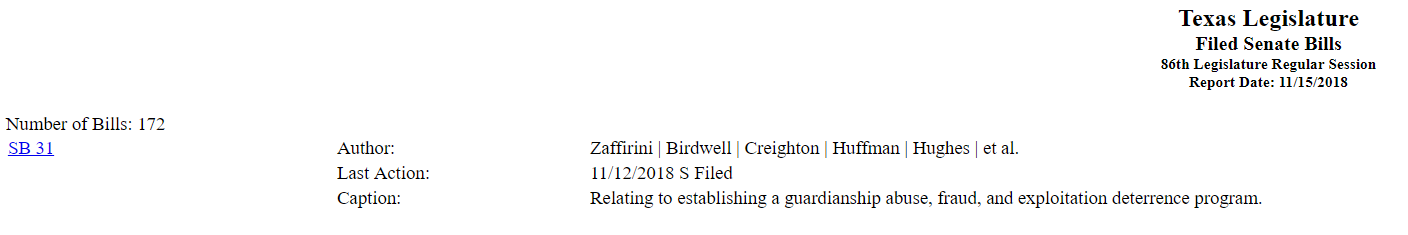 Texas Legislature
Filed Senate Bills
86th Legislature Regular Session
Report Date: 11/15/2018
Number of Bills: 172
SB 31 Author: Zaffirini | Birdwell | Creighton | Huffman | Hughes | et al.
Last Action: 11/12/2018 S Filed
Caption: Relating to establishing a guardianship abuse, fraud, and exploitation deterrence program.